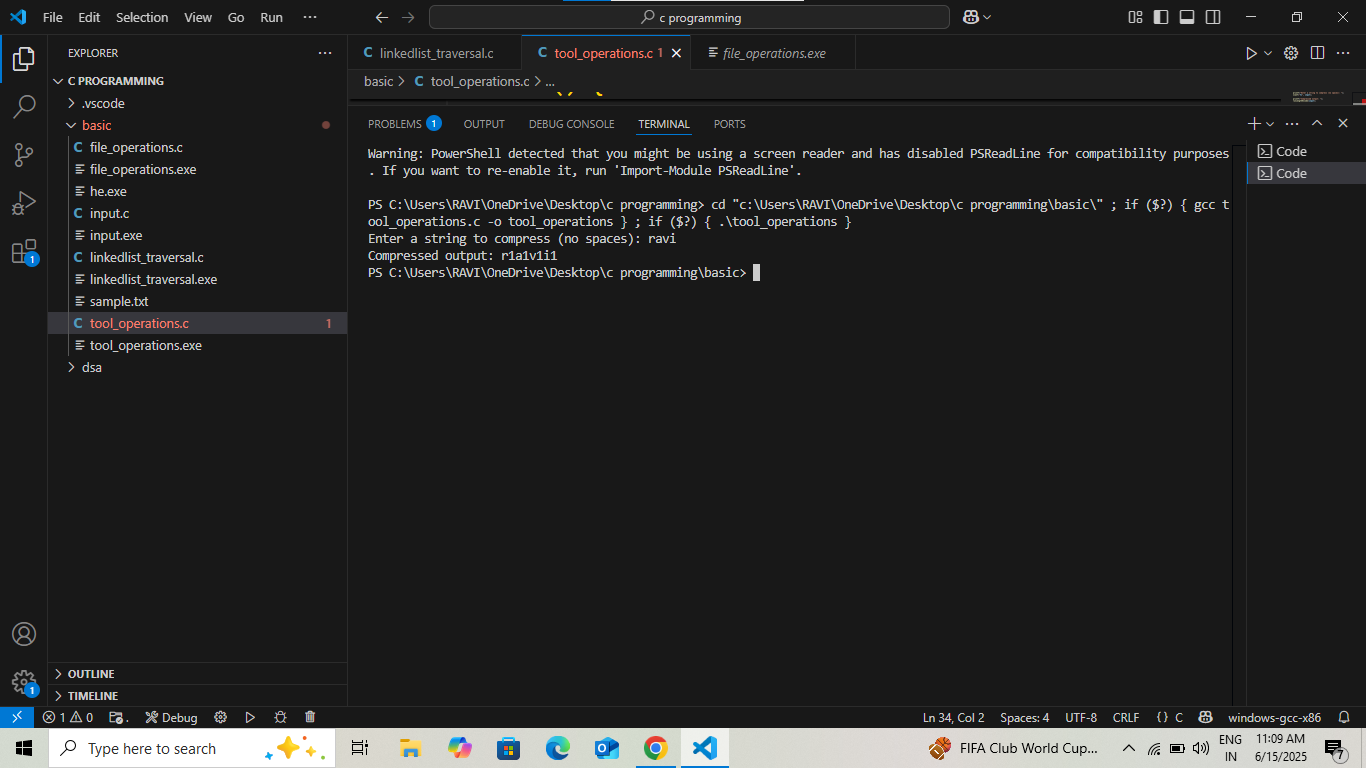 File Edit Selection View Go Run ··· c programming
EXPLORER ···
C PROGRAMMING
.vscode
basic
C file_operations.c
file_operations.exe
he.exe
C input.c
input.exe
C linkedlist_traversal.c
linkedlist_traversal.exe
sample.txt
C tool_operations.c 1
tool_operations.exe
dsa
OUTLINE
TIMELINE
1
1
C linkedlist_traversal.c C tool_operations.c 1 file_operations.exe
basic > C tool_operations.c > ...
PROBLEMS 1 OUTPUT DEBUG CONSOLE TERMINAL PORTS
Warning: PowerShell detected that you might be using a screen reader and has disabled PSReadLine for compatibility purposes
. If you want to re-enable it, run 'Import-Module PSReadLine'.
PS C:\Users\RAVI\OneDrive\Desktop\c programming> cd "c:\Users\RAVI\OneDrive\Desktop\c programming\basic\" ; if ($?) { gcc t
ool_operations.c -o tool_operations } ; if ($?) { .\tool_operations }
Enter a string to compress (no spaces): ravi
Compressed output: r1a1v1i1
PS C:\Users\RAVI\OneDrive\Desktop\c programming\basic>
Code
Code
1 0 Debug Ln 34, Col 2 Spaces: 4 UTF-8 CRLF {} C windows-gcc-x86
Type here to search FIFA Club World Cup... ENG
IN
11:09 AM
6/15/2025
7